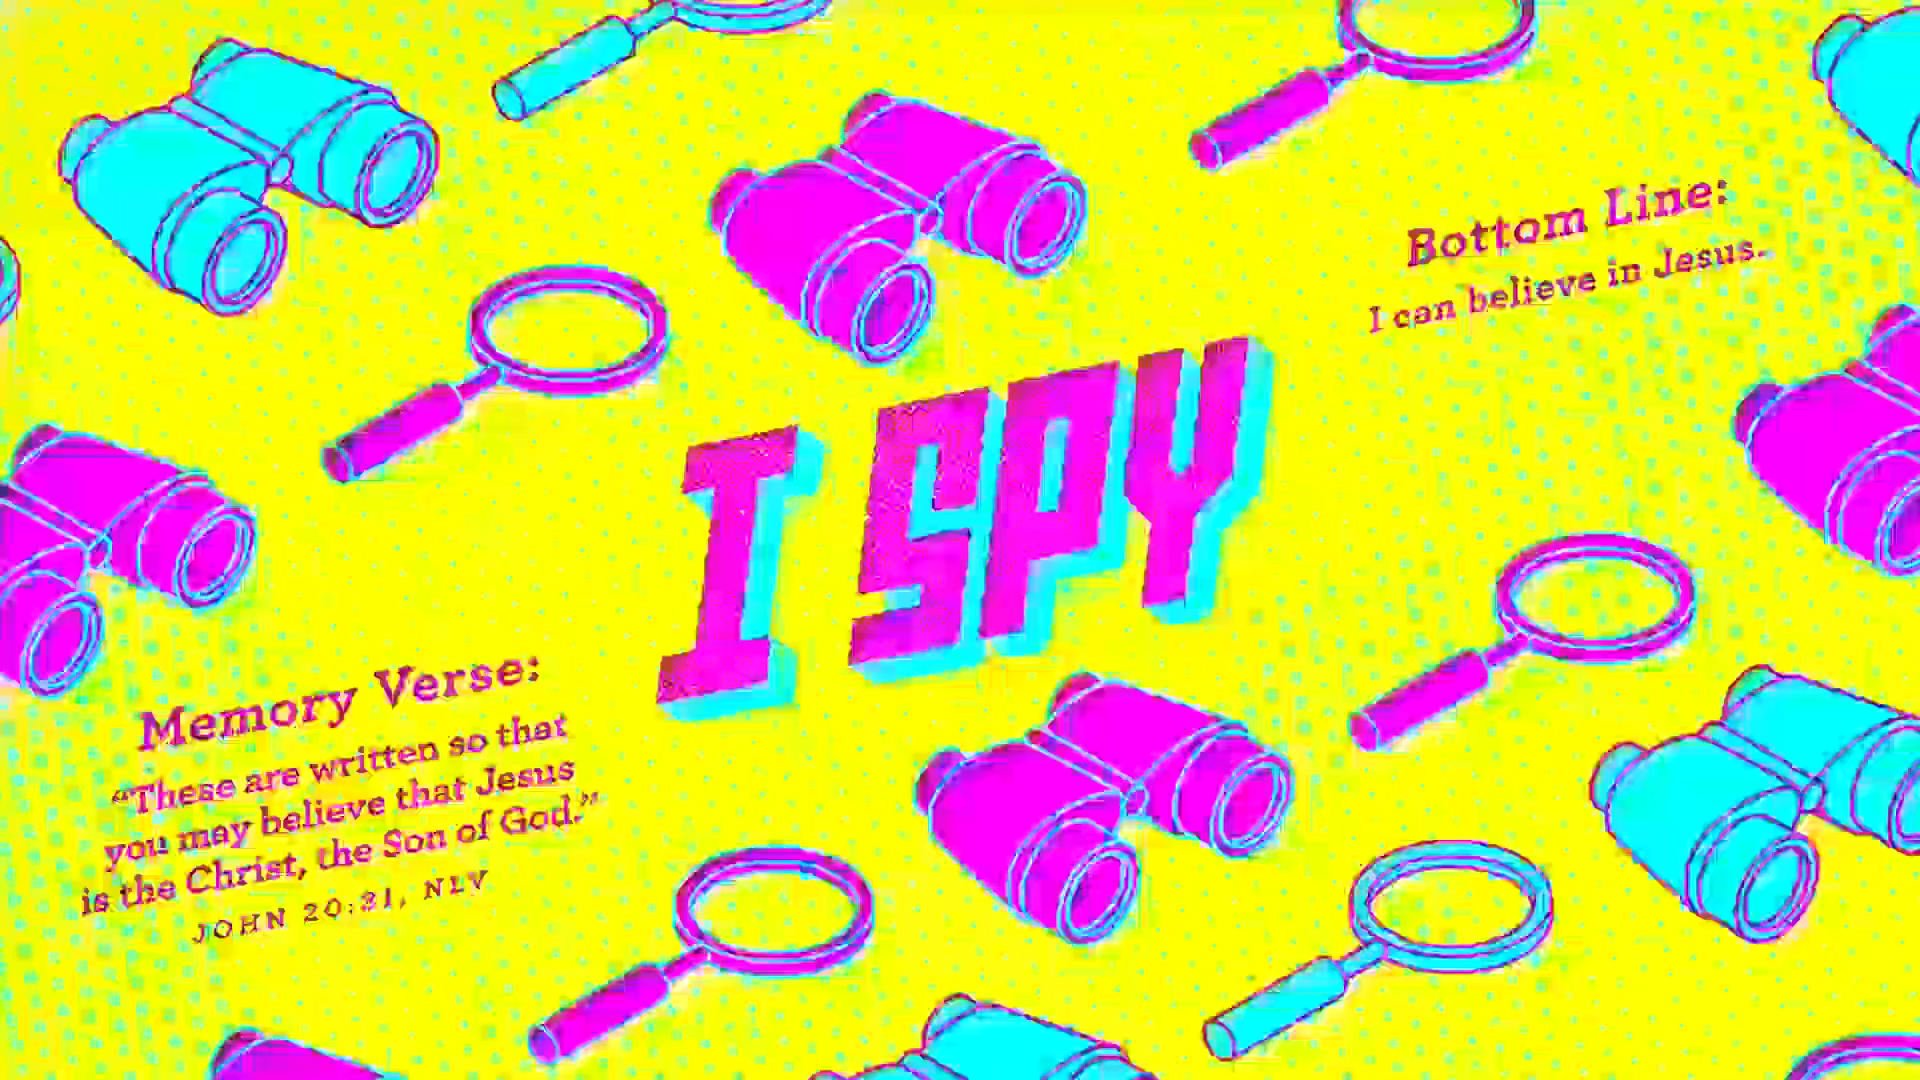 Bottom Line:
I can believe in Jesus.
I SPY
Memory Verse:
“These are written so that
you may believe that Jesus
is the Christ, the Son of God.”
JOHN 20:31, NLV